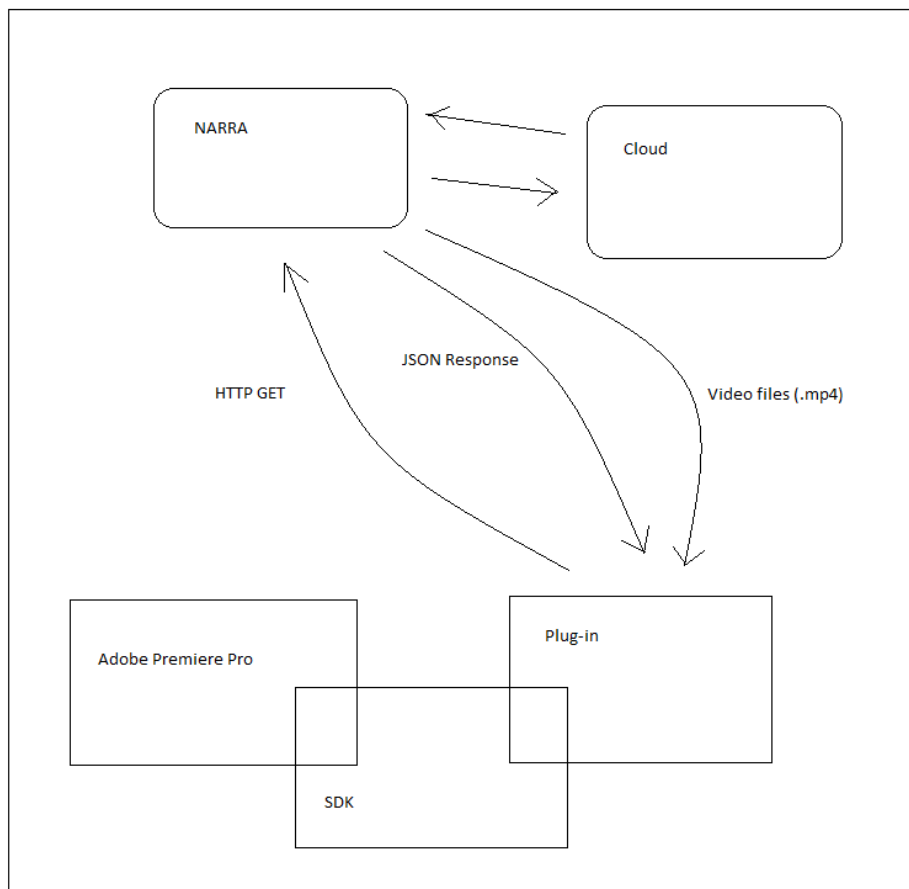 NARRA
Cloud
JSON Response
HTTP GET
Video files (.mp4)
Plug-in
Adobe Premiere Pro
SDK